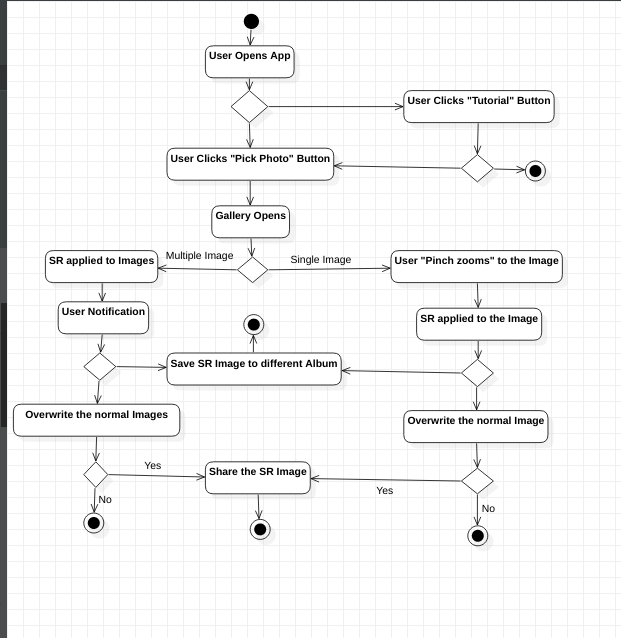 User Opens App
User Clicks "Tutorial" Button
User Clicks "Pick Photo" Button
Gallery Opens
Multiple Image
Single Image
SR applied to Images
User "Pinch zooms" to the Image
User Notification
SR applied to the Image
Save SR Image to different Album
Overwrite the normal Images
Overwrite the normal Image
Yes
Share the SR Image
Yes
No
No